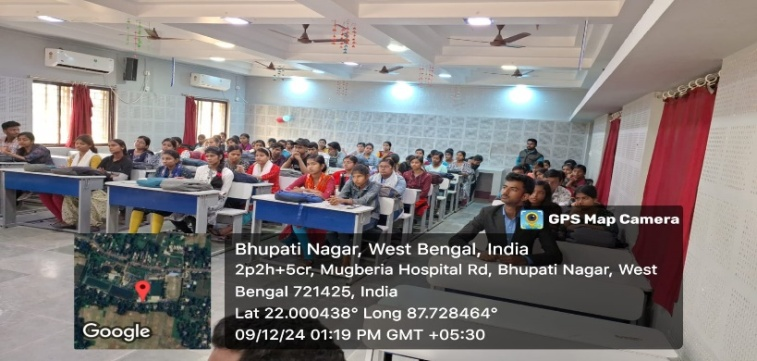 GPS Map Camera
Bhupati Nagar, West Bengal, India
2p2h+5cr, Mugberia Hospital Rd, Bhupati Nagar, West
Bengal 721425, India
Lat 22.000438° Long 87.728464°
09/12/24 01:19 PM GMT +05:30
Google